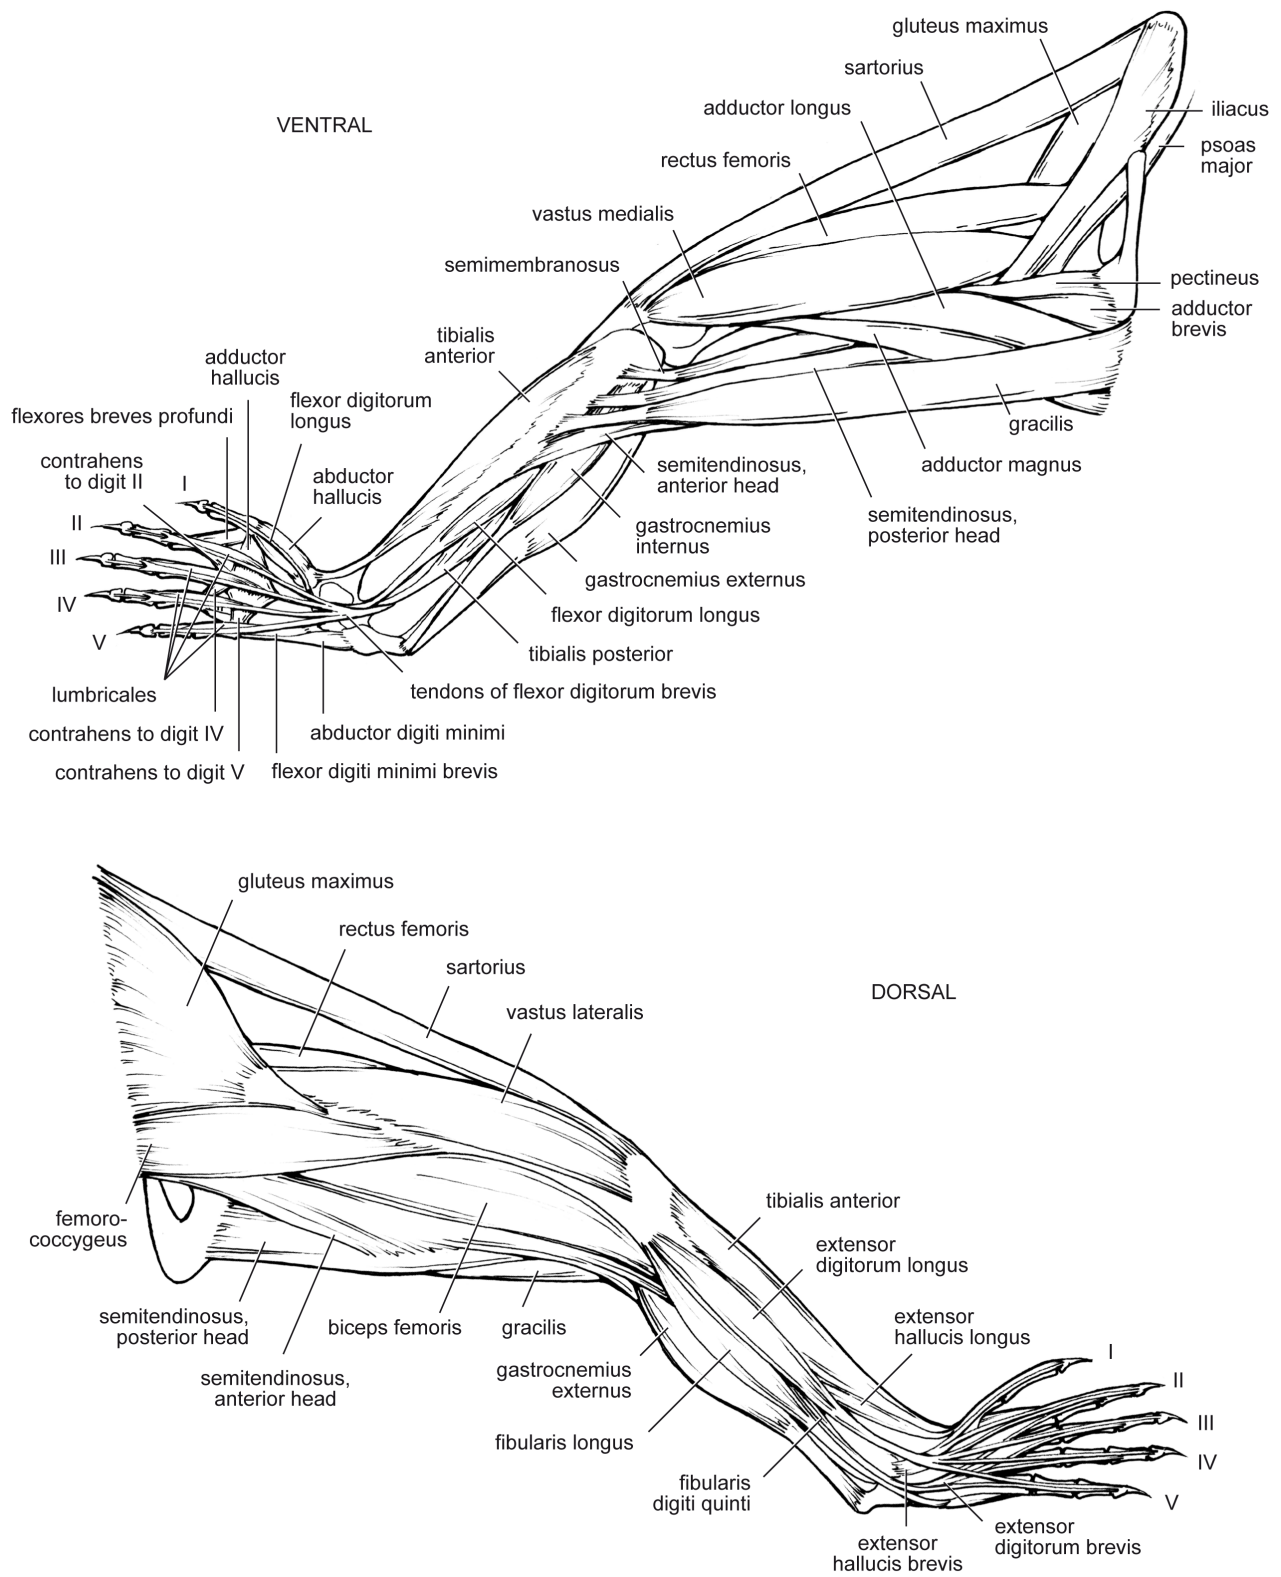 gluteus maximus
sartorius
adductor longus
iliacus
VENTRAL
psoas
major
rectus femoris
vastus medialis
semimembranosus
pectineus
adductor
brevis
tibialis
anterior
adductor
hallucis
flexor digitorum
longus
flexores breves profundi
gracilis
contrahens
to digit II
abductor
hallucis
semitendinosus,
anterior head
adductor magnus
I
II
III
IV
V
gastrocnemius
internus
semitendinosus,
posterior head
gastrocnemius externus
flexor digitorum longus
tibialis posterior
tendons of flexor digitorum brevis
lumbricales
contrahens to digit IV
abductor digiti minimi
contrahens to digit V
flexor digiti minimi brevis
gluteus maximus
rectus femoris
sartorius
DORSAL
vastus lateralis
tibialis anterior
femoro-
coccygeus
extensor
digitorum longus
semitendinosus,
posterior head
biceps femoris
gracilis
extensor
hallucis longus
semitendinosus,
anterior head
gastrocnemius
externus
I
II
III
IV
V
fibularis longus
fibularis
digiti quinti
extensor
hallucis brevis
extensor
digitorum brevis